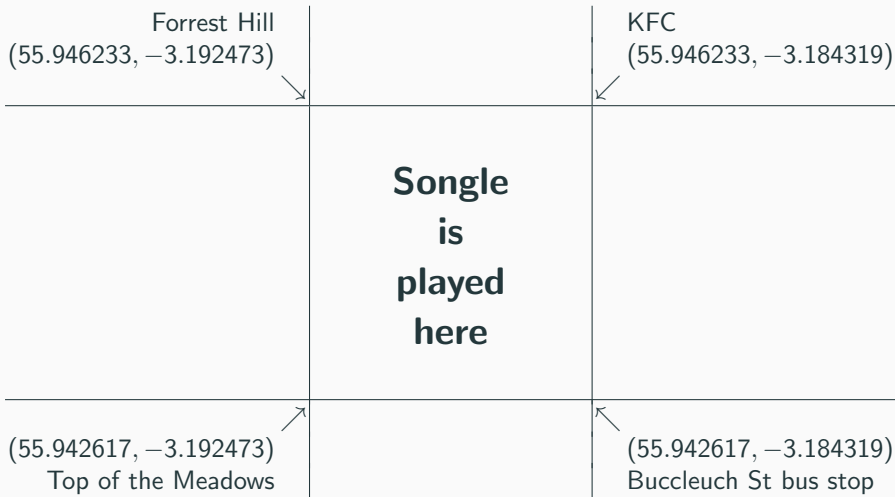 Forrest Hill
(55.946233, −3.192473)
KFC
(55.946233, −3.184319)
Songle
is
played
here
(55.942617, −3.192473)
Top of the Meadows
(55.942617, −3.184319)
Buccleuch St bus stop